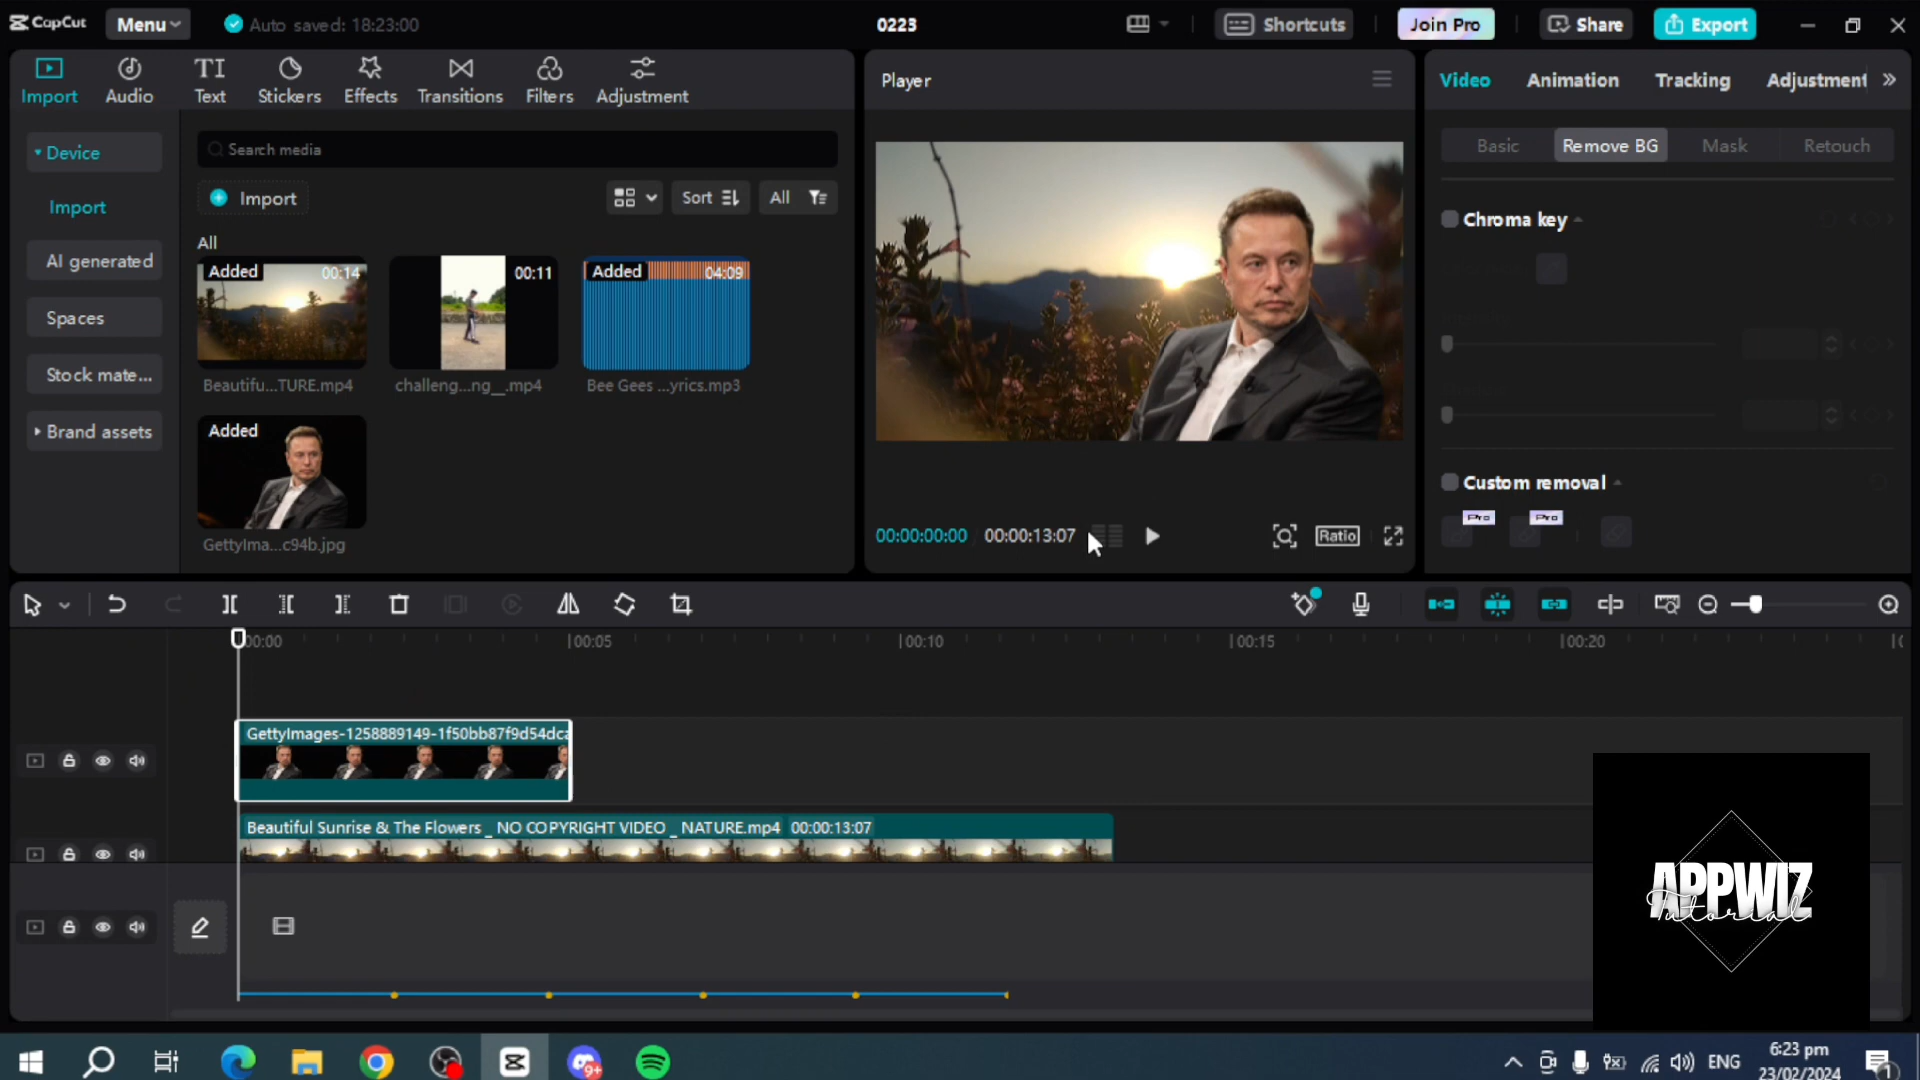 CapCut
Menu
Auto saved: 18:23:00
0223
Shortcuts
Join Pro
Share
Export
Import
Audio
TI
Text
Stickers
Effects
Transitions
Filters
Adjustment
Device
Import
AI generated
Spaces
Stock mate...
Brand assets
Search media
Import
Sort
All
All
Added 00:14
Beautifu...TURE.mp4
00:11
challeng...ng_.mp4
Added 04:09
Bee Gees ...yrics.mp3
Added
GettyIma...c94b.jpg
Player
00:00:00:00 00:00:13:07
Ratio
Video
Animation
Tracking
Adjustment
Basic
Remove BG
Mask
Retouch
Chroma key
Custom removal
Pro
Pro
00:00
00:05
00:10
00:15
00:20
GettyImages-1258889149-1f50bb87f9d54dca
Beautiful Sunrise & The Flowers _ NO COPYRIGHT VIDEO _ NATURE.mp4 00:00:13:07
APPWIZ
Tutorial
9+
ENG
6:23 pm
23/02/2024
1